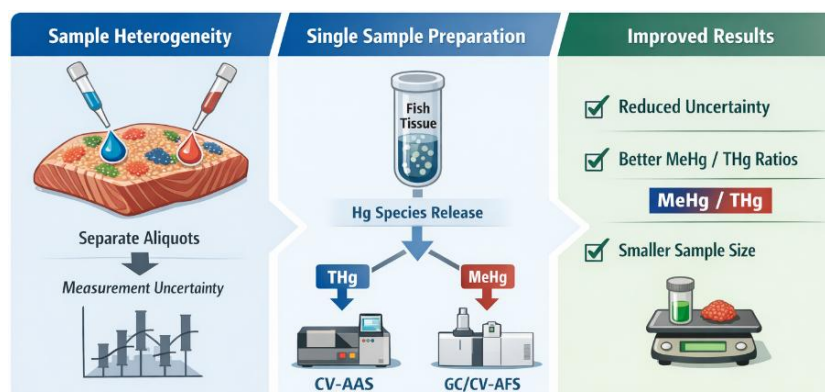 Sample Heterogeneity
Separate Aliquots
Measurement Uncertainty
Single Sample Preparation
Fish
Tissue
Hg Species Release
THg
MeHg
CV-AAS
GC/CV-AFS
Improved Results
Reduced Uncertainty
Better MeHg / THg Ratios
MeHg / THg
Smaller Sample Size